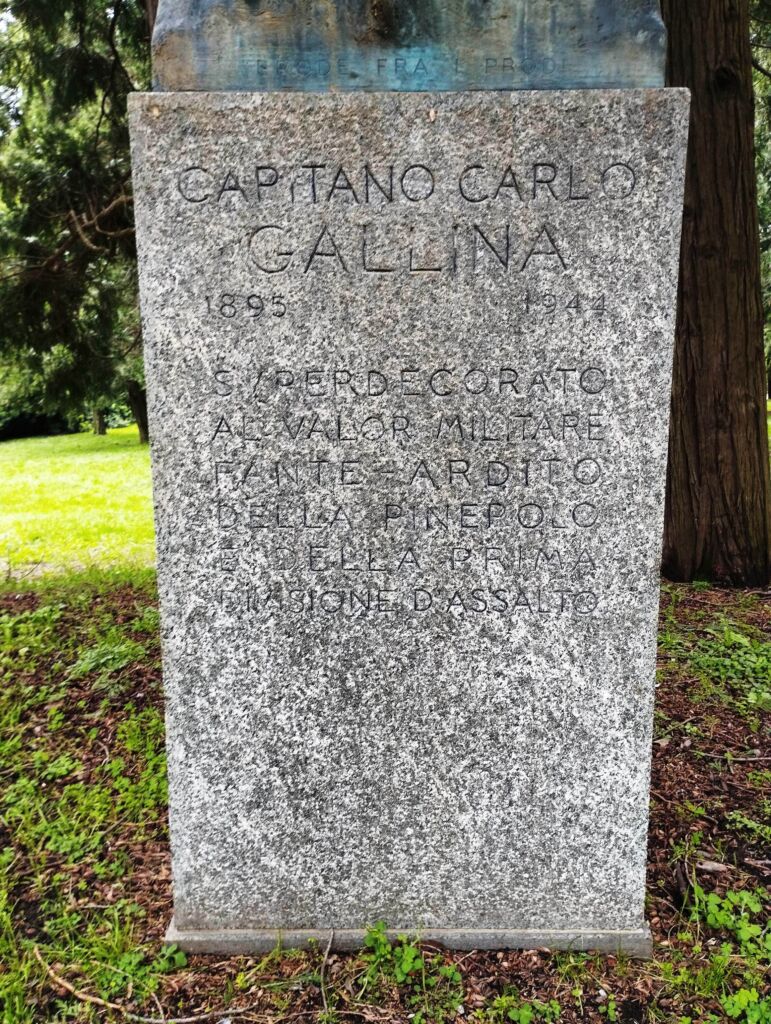 PRODE FRA I PRODI
CAPITANO CARLO
GALLINA
1895 1944
SUPERDECORATO
AL VALOR MILITARE
FANTE-ARDITO
DELLA PINEPOLO
E DELLA PRIMA
DIVISIONE D'ASSALTO